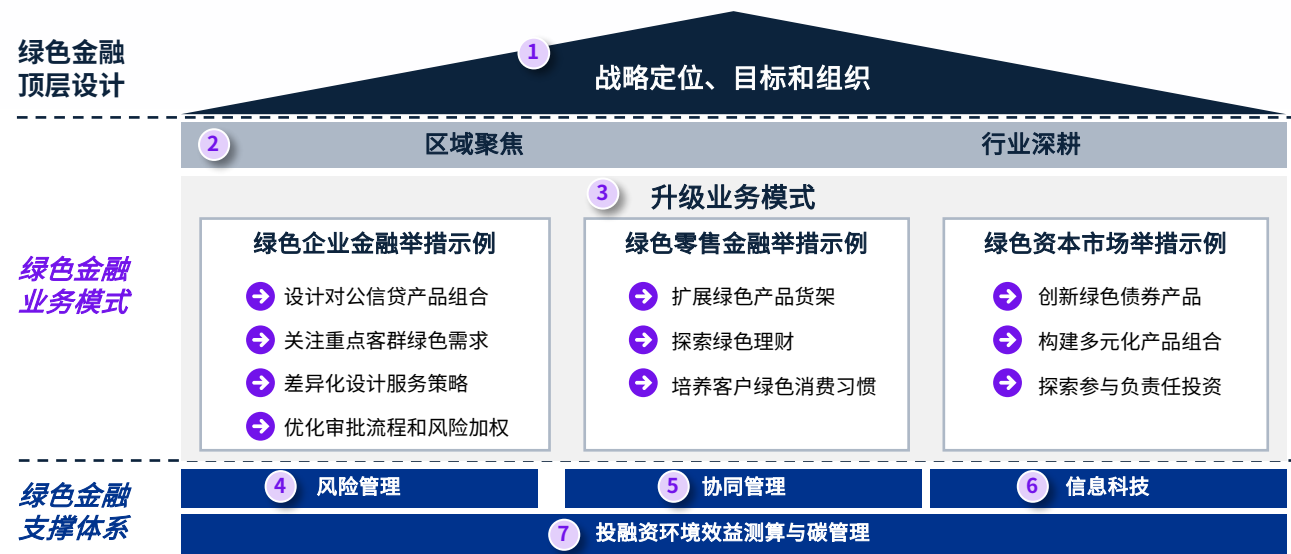 绿色金融
顶层设计
1
战略定位、目标和组织
2
区域聚焦
行业深耕
绿色金融
业务模式
3
升级业务模式
绿色企业金融举措示例
设计对公信贷产品组合
关注重点客群绿色需求
差异化设计服务策略
优化审批流程和风险加权
绿色零售金融举措示例
扩展绿色产品货架
探索绿色理财
培养客户绿色消费习惯
绿色资本市场举措示例
创新绿色债券产品
构建多元化产品组合
探索参与负责任投资
绿色金融
支撑体系
4
风险管理
5
协同管理
6
信息科技
7
投融资环境效益测算与碳管理